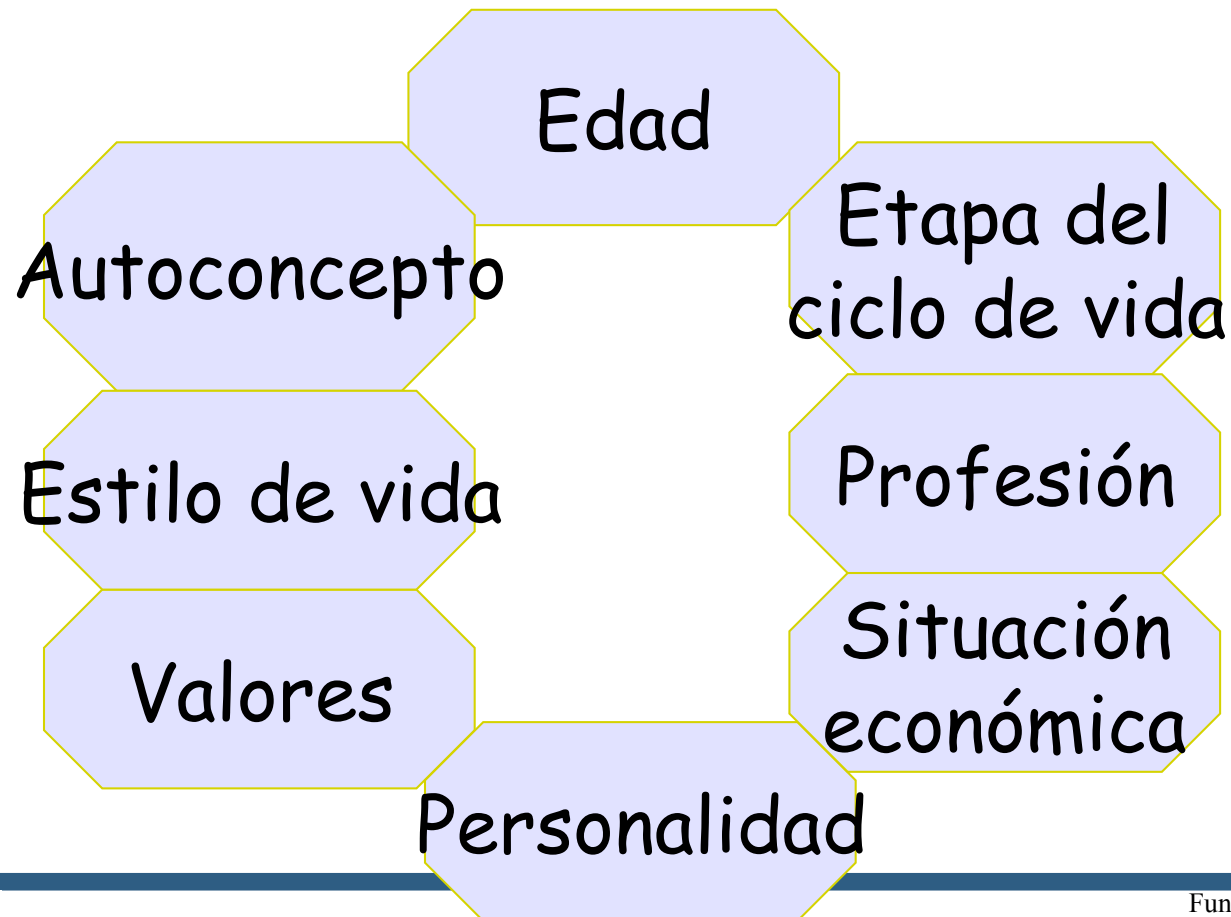 Edad
Autoconcepto
Etapa del
ciclo de vida
Estilo de vida
Profesión
Valores
Situación
económica
Personalidad
Fun